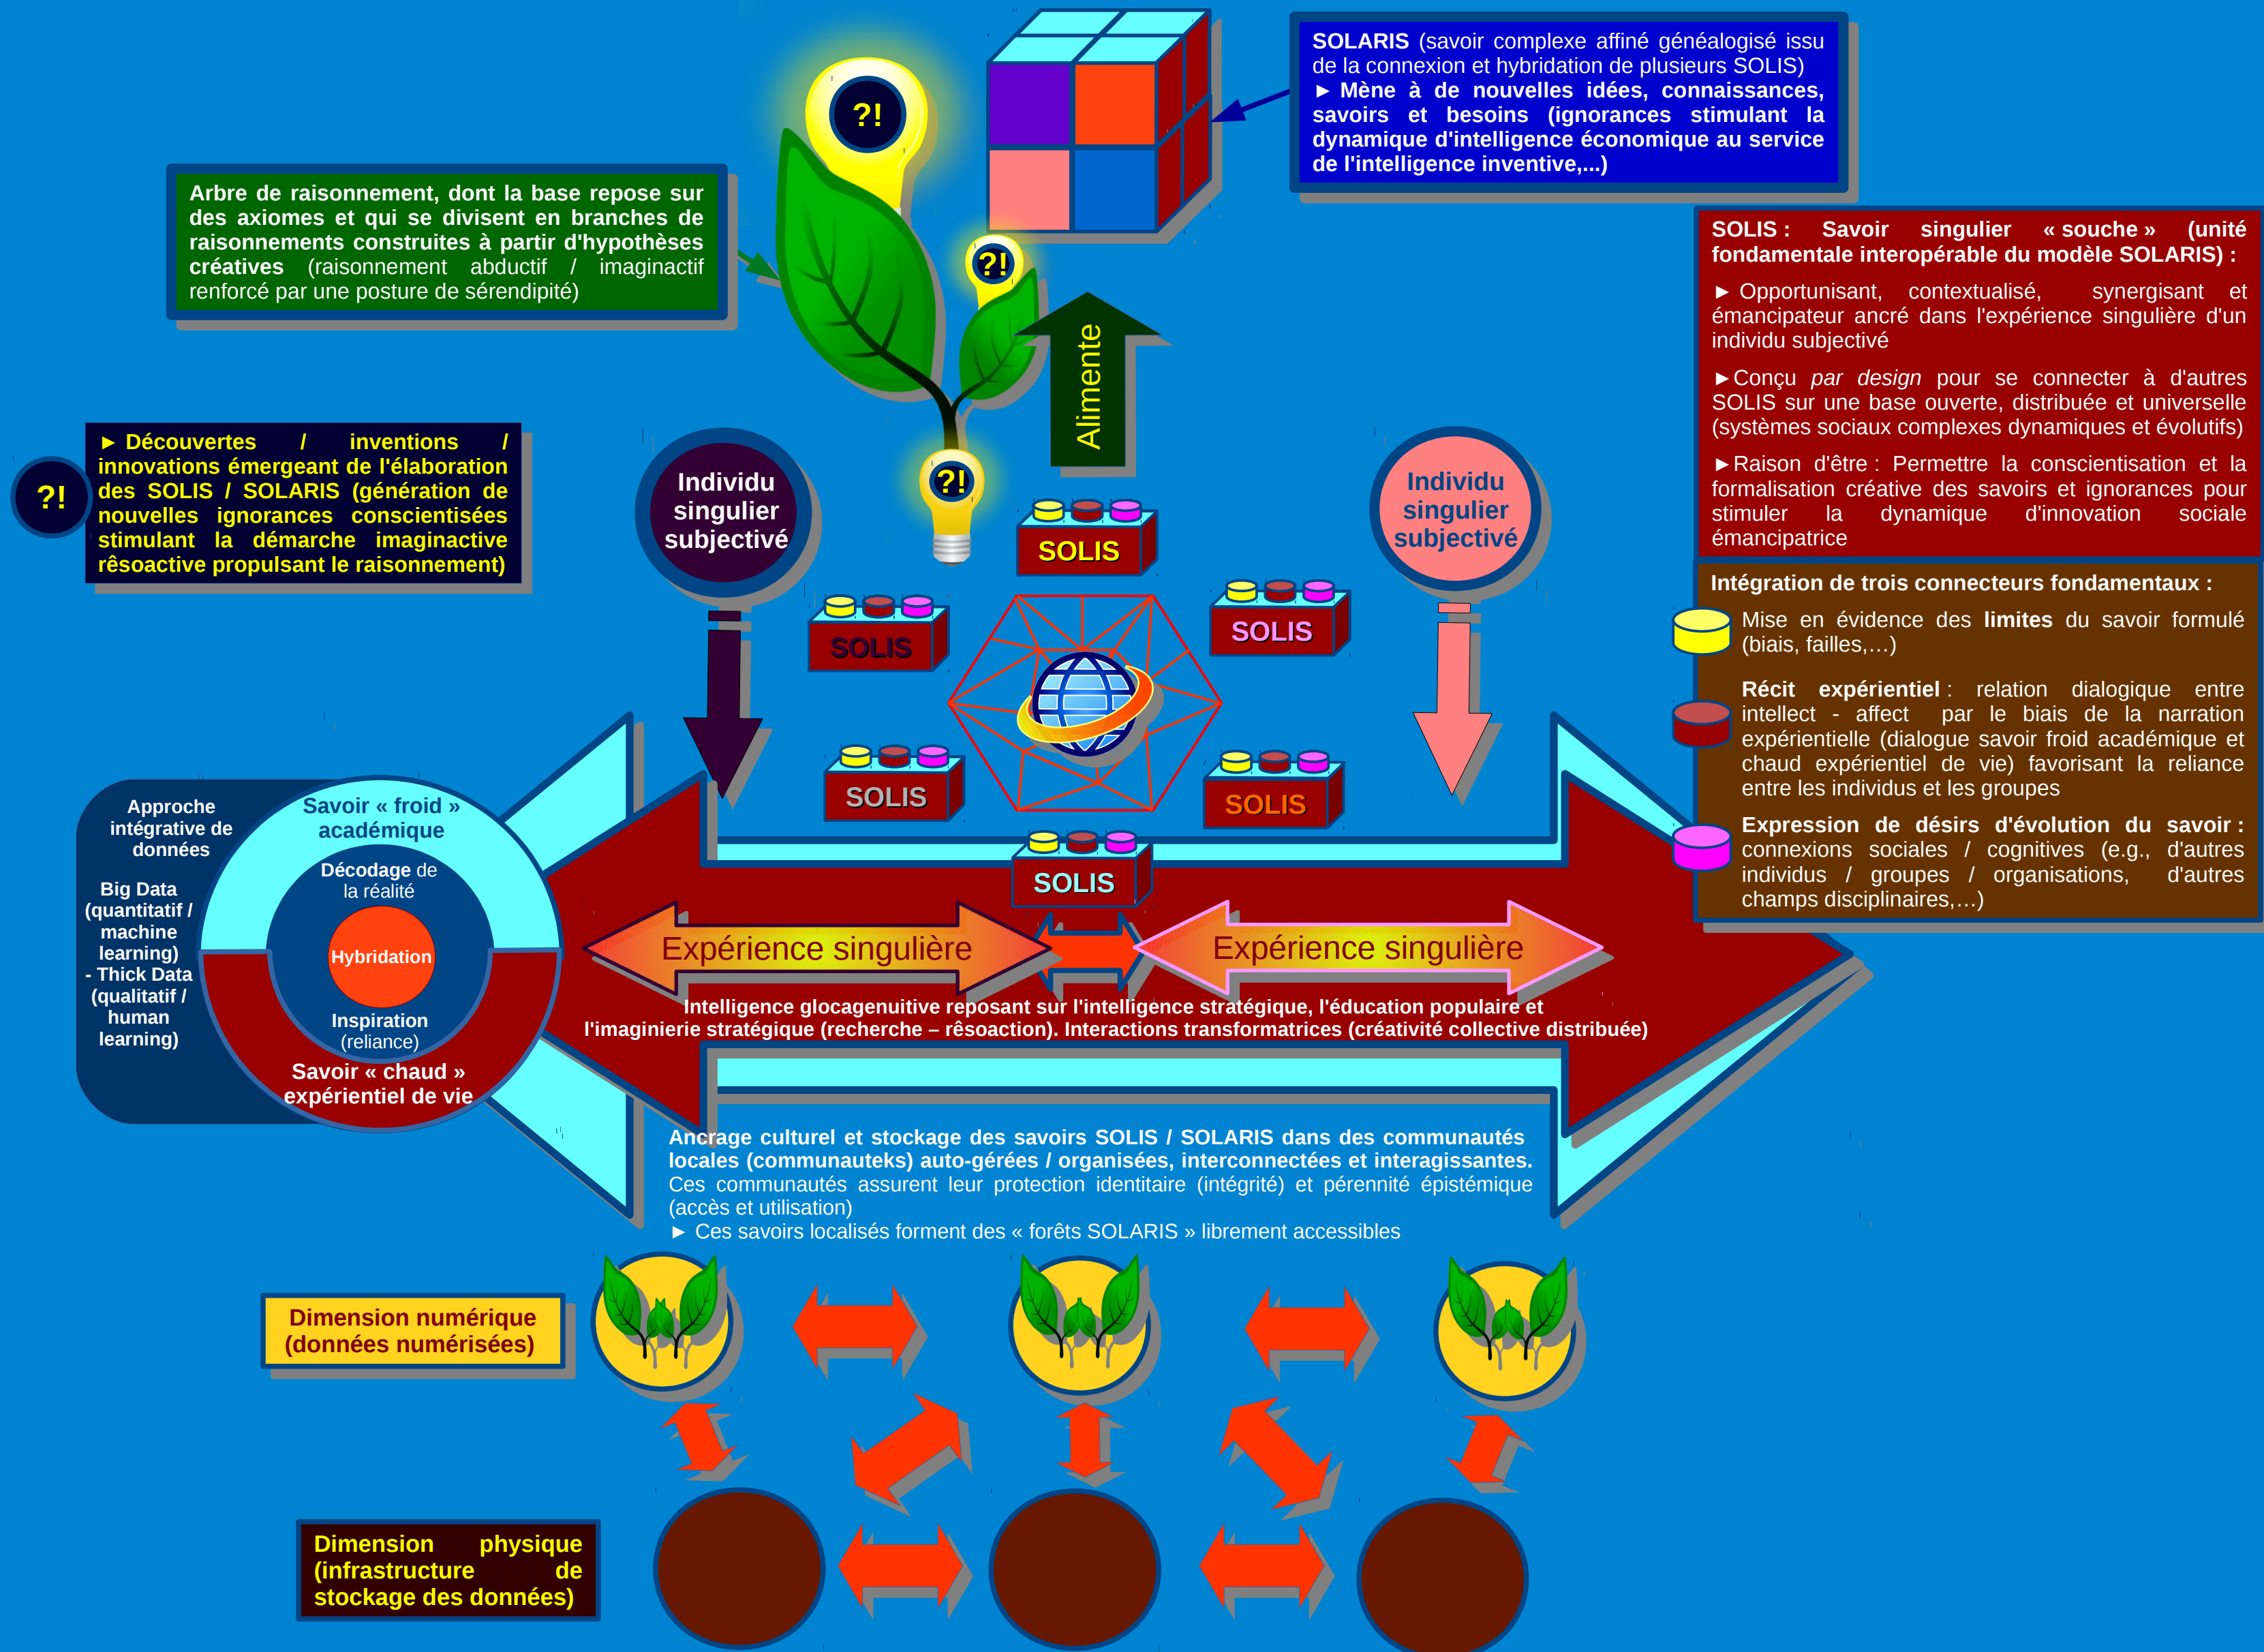 ?!
SOLARIS (savoir complexe affiné généalogisé issu
de la connexion et hybridation de plusieurs SOLIS)
► Mène à de nouvelles idées, connaissances,
savoirs et besoins (ignorances stimulant la
dynamique d'intelligence économique au service
de l'intelligence inventive,...)
Arbre de raisonnement, dont la base repose sur
des axiomes et qui se divisent en branches de
raisonnements construites à partir d'hypothèses
créatives (raisonnement abductif / imaginactif
renforcé par une posture de sérendipité)
?!
Alimente
SOLIS : Savoir singulier « souche » (unité
fondamentale interopérable du modèle SOLARIS) :
► Opportunisant, contextualisé, synergisant et
émancipateur ancré dans l'expérience singulière d'un
individu subjectivé
►Conçu par design pour se connecter à d'autres
SOLIS sur une base ouverte, distribuée et universelle
(systèmes sociaux complexes dynamiques et évolutifs)
►Raison d'être : Permettre la conscientisation et la
formalisation créative des savoirs et ignorances pour
stimuler la dynamique d'innovation sociale
émancipatrice
?!
► Découvertes / inventions /
innovations émergeant de l'élaboration
des SOLIS / SOLARIS (génération de
nouvelles ignorances conscientisées
stimulant la démarche imaginactive
rêsoactive propulsant le raisonnement)
Individu
singulier
subjectivé
?!
Individu
singulier
subjectivé
SOLIS
SOLIS
SOLIS
SOLIS
SOLIS
SOLIS
Intégration de trois connecteurs fondamentaux :
Mise en évidence des limites du savoir formulé
(biais, failles,…)
Récit expérientiel : relation dialogique entre
intellect - affect par le biais de la narration
expérientielle (dialogue savoir froid académique et
chaud expérientiel de vie) favorisant la reliance
entre les individus et les groupes
Expression de désirs d'évolution du savoir :
connexions sociales / cognitives (e.g., d'autres
individus / groupes / organisations, d'autres
champs disciplinaires,…)
Approche
intégrative de
données
Big Data
(quantitatif /
machine
learning)
- Thick Data
(qualitatif /
human
learning)
Savoir « froid »
académique
Décodage de
la réalité
Hybridation
Inspiration
(reliance)
Savoir « chaud »
expérientiel de vie
Expérience singulière
Expérience singulière
Intelligence glocagenuitive reposant sur l'intelligence stratégique, l'éducation populaire et
l'imaginierie stratégique (recherche – rêsoaction). Interactions transformatrices (créativité collective distribuée)
Ancrage culturel et stockage des savoirs SOLIS / SOLARIS dans des communautés
locales (communauteks) auto-gérées / organisées, interconnectées et interagissantes.
Ces communautés assurent leur protection identitaire (intégrité) et pérennité épistémique
(accès et utilisation)
► Ces savoirs localisés forment des « forêts SOLARIS » librement accessibles
Dimension numérique
(données numérisées)
Dimension physique
(infrastructure de
stockage des données)